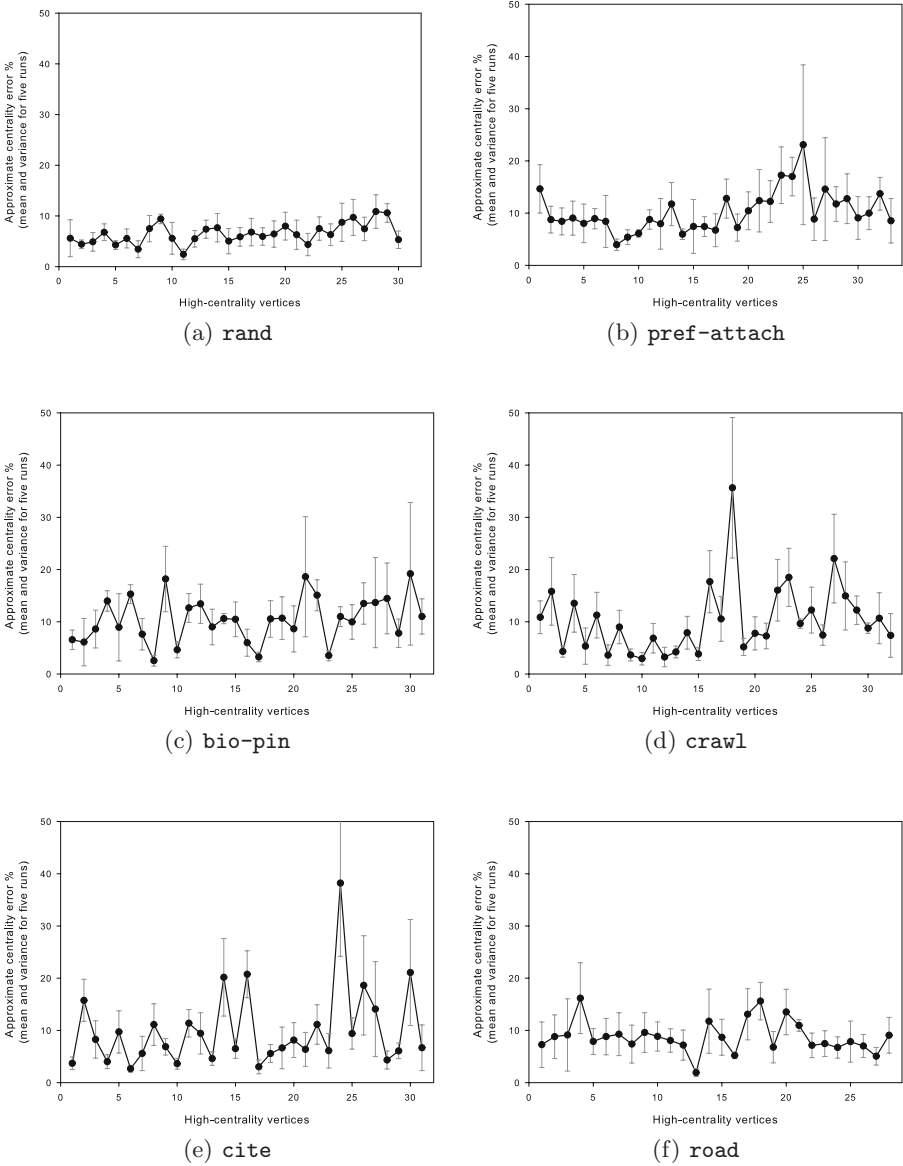 Approximate centrality error %
(mean and variance for five runs)
50
40
30
20
10
0
0 5 10 15 20 25 30
High-centrality vertices
(a) rand
Approximate centrality error %
(mean and variance for five runs)
50
40
30
20
10
0
0 5 10 15 20 25 30
High-centrality vertices
(b) pref-attach
Approximate centrality error %
(mean and variance for five runs)
50
40
30
20
10
0
0 5 10 15 20 25 30
High-centrality vertices
(c) bio-pin
Approximate centrality error %
(mean and variance for five runs)
50
40
30
20
10
0
0 5 10 15 20 25 30
High-centrality vertices
(d) crawl
Approximate centrality error %
(mean and variance for five runs)
50
40
30
20
10
0
0 5 10 15 20 25 30
High-centrality vertices
(e) cite
Approximate centrality error %
(mean and variance for five runs)
50
40
30
20
10
0
0 5 10 15 20 25
High-centrality vertices
(f) road